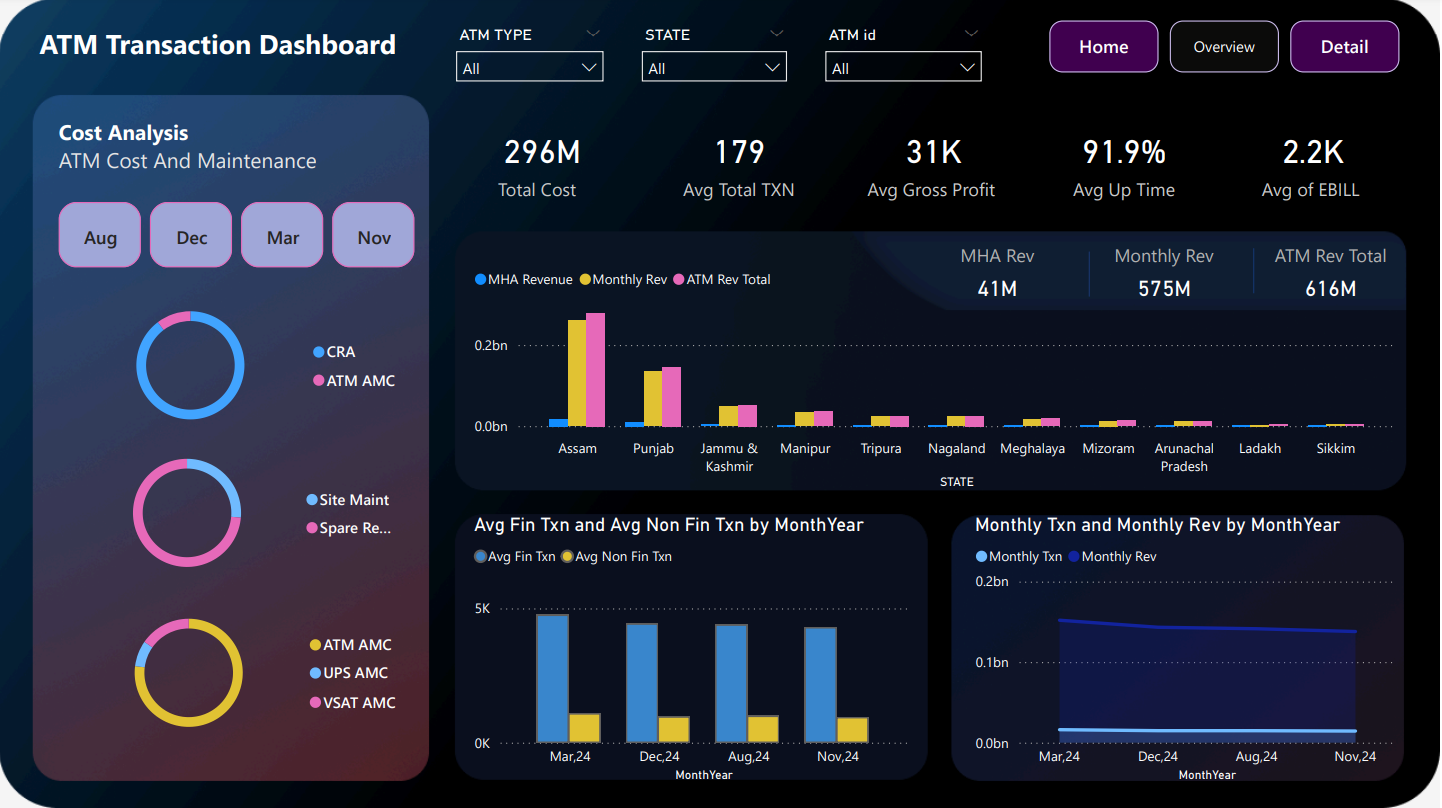 ATM Transaction Dashboard
ATM TYPE
All
STATE
All
ATM id
All
Home
Overview
Detail
Cost Analysis
ATM Cost And Maintenance
Aug
Dec
Mar
Nov
CRA
ATM AMC
Site Maint
Spare Re...
ATM AMC
UPS AMC
VSAT AMC
296M
Total Cost
179
Avg Total TXN
31K
Avg Gross Profit
91.9%
Avg Up Time
2.2K
Avg of EBILL
MHA Revenue Monthly Rev ATM Rev Total
MHA Rev
41M
Monthly Rev
575M
ATM Rev Total
616M
0.2bn
0.0bn
Assam
Punjab
Jammu &
Kashmir
Manipur
Tripura
Nagaland
Meghalaya
Mizoram
Arunachal
Pradesh
Ladakh
Sikkim
STATE
Avg Fin Txn and Avg Non Fin Txn by MonthYear
Avg Fin Txn Avg Non Fin Txn
5K
0K
Mar,24
Dec,24
Aug,24
Nov,24
MonthYear
Monthly Txn and Monthly Rev by MonthYear
Monthly Txn Monthly Rev
0.2bn
0.1bn
0.0bn
Mar,24
Dec,24
Aug,24
Nov,24
MonthYear